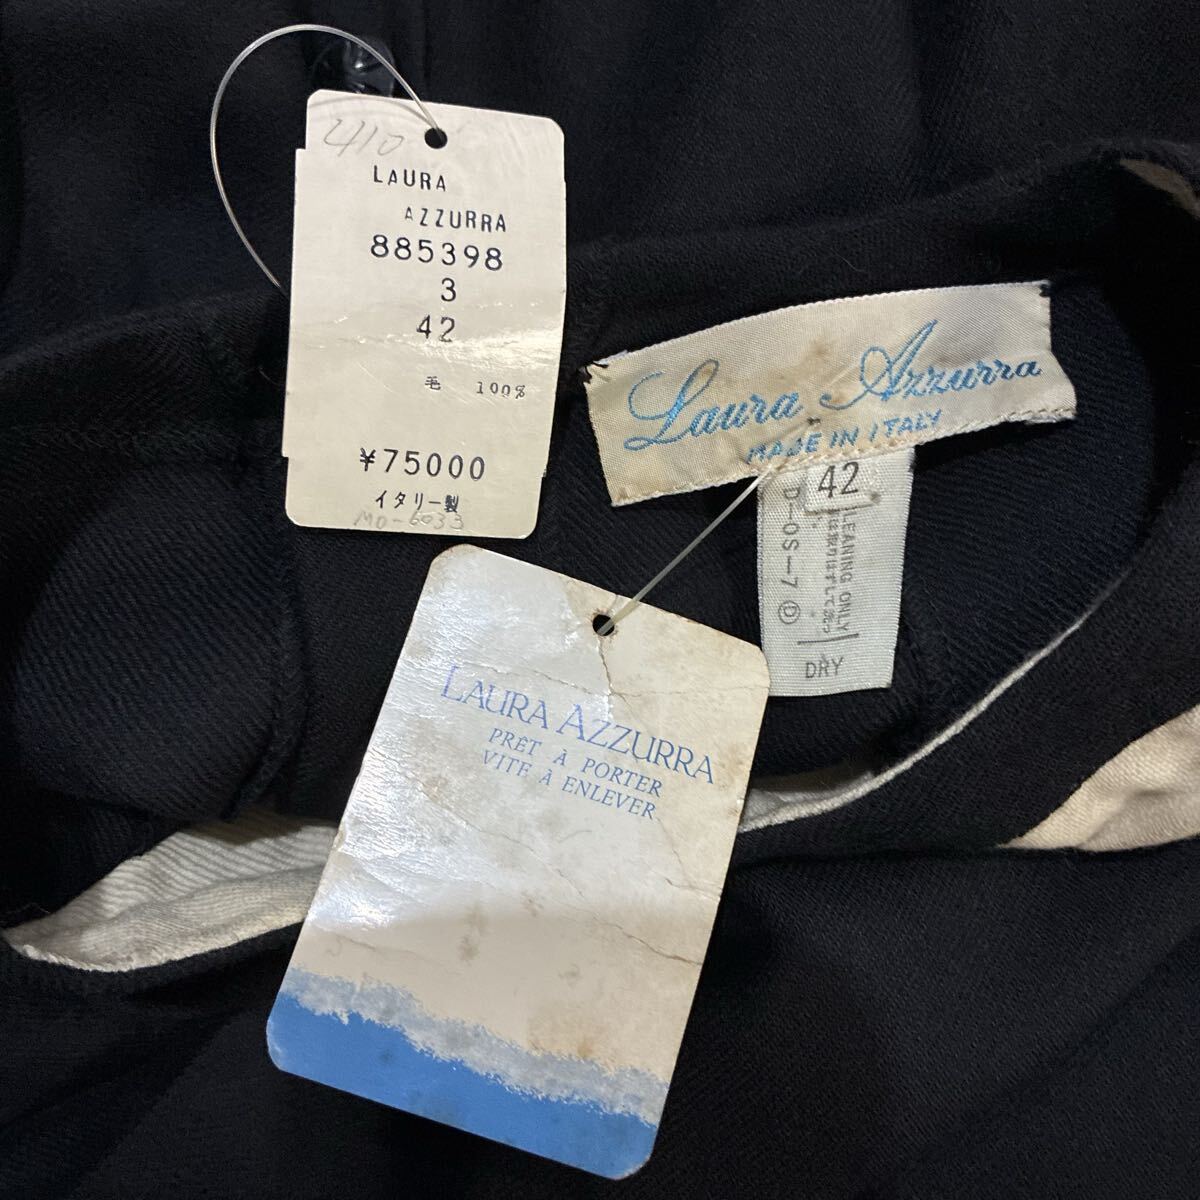 410
LAURA
AZZURRA
885398
3
42
毛 100%
¥75000
イタリー製
MD-6033
Laura Azzurra
MADE IN ITALY
42
LEANING ONLY
D-OS-7 Ⓓ
DRY
LAURA AZZURRA
PRÊT À PORTER
VITE À ENLEVER